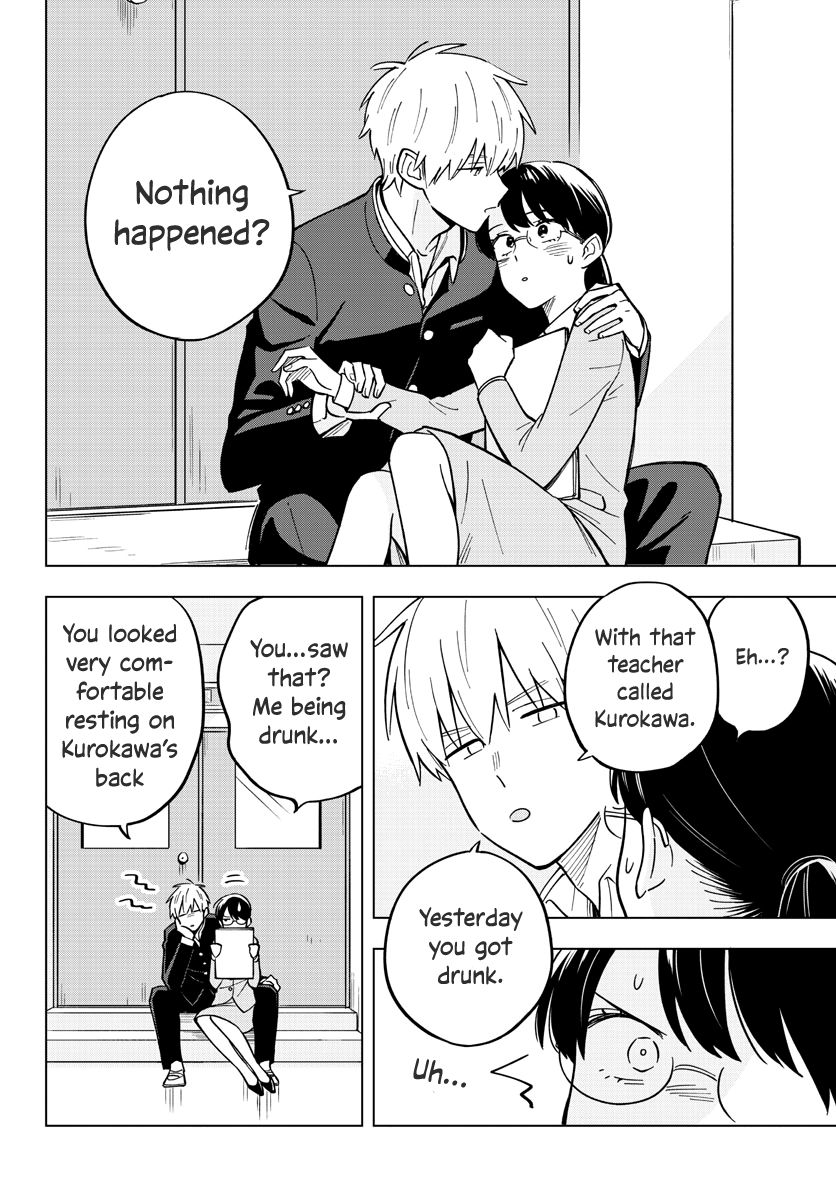 Nothing
happened?
Eh...?
With that
teacher
called
Kurokawa.
Yesterday
you got
drunk.
Uh...
You...saw
that?
Me being
drunk...
You looked
very com-
fortable
resting on
Kurokawa's
back